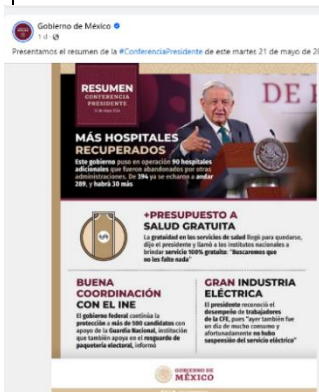 Gobierno de México
1 d
Presentamos el resumen de la #ConferenciaPresidente de este martes 21 de mayo de 20
RESUMEN
CONFERENCIA
PRESIDENTE
DE
MÁS HOSPITALES
RECUPERADOS
Este gobierno puso en operación 90 hospitales
adicionales que fueron abandonados por otras
administraciones. De 394 ya se echaron a andar
289, y habrá 30 más
+PRESUPUESTO A
SALUD GRATUITA
La gratuidad en los servicios de salud llegó para quedarse,
dijo el presidente y llamó a los institutos nacionales a
brindar servicio 100% gratuito: "Buscaremos que
no les falte nada"
BUENA
COORDINACIÓN
CON EL INE
El gobierno federal continúa la
protección a más de 500 candidatos con
apoyo de la Guardia Nacional, institución
que también apoya en el resguardo de
paquetería electoral, informó
GRAN INDUSTRIA
ELÉCTRICA
El presidente reconoció el
desempeño de trabajadores
de la CFE, pues "ayer también fue
un día de mucho consumo y
afortunadamente no hubo
suspensión del servicio eléctrico"
GOBIERNO DE
MÉXICO